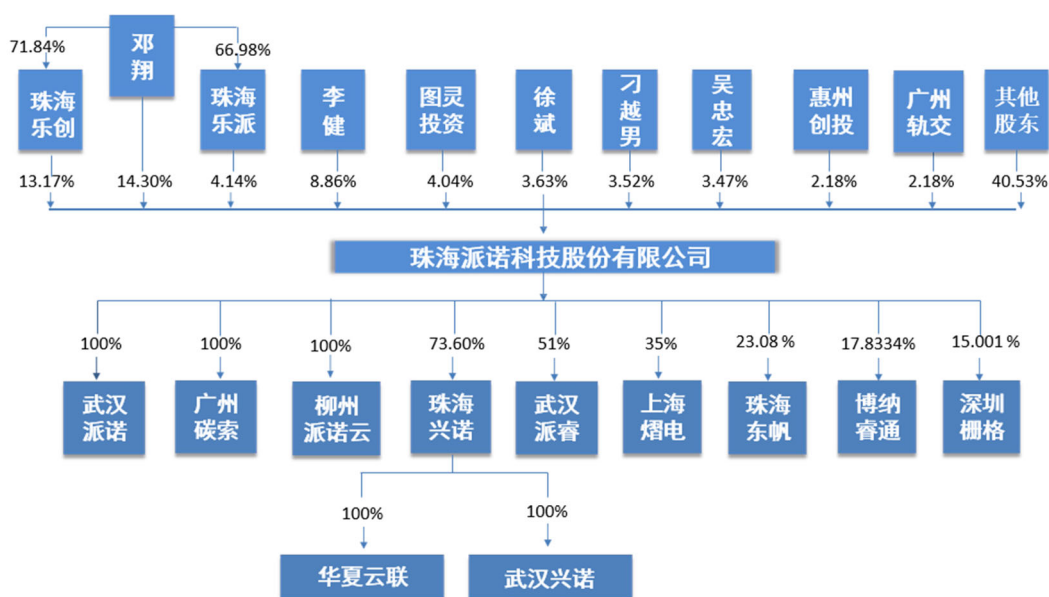 71.84%
邓翔
66.98%
珠海乐创
珠海乐派
李健
图灵投资
徐斌
刁越男
吴忠宏
惠州创投
广州轨交
其他股东
13.17%
14.30%
4.14%
8.86%
4.04%
3.63%
3.52%
3.47%
2.18%
2.18%
40.53%
珠海派诺科技股份有限公司
100%
100%
100%
73.60%
51%
35%
23.08 %
17.8334%
15.001 %
武汉派诺
广州碳索
柳州派诺云
珠海兴诺
武汉派睿
上海熠电
珠海东帆
博纳睿通
深圳栅格
100%
100%
华夏云联
武汉兴诺